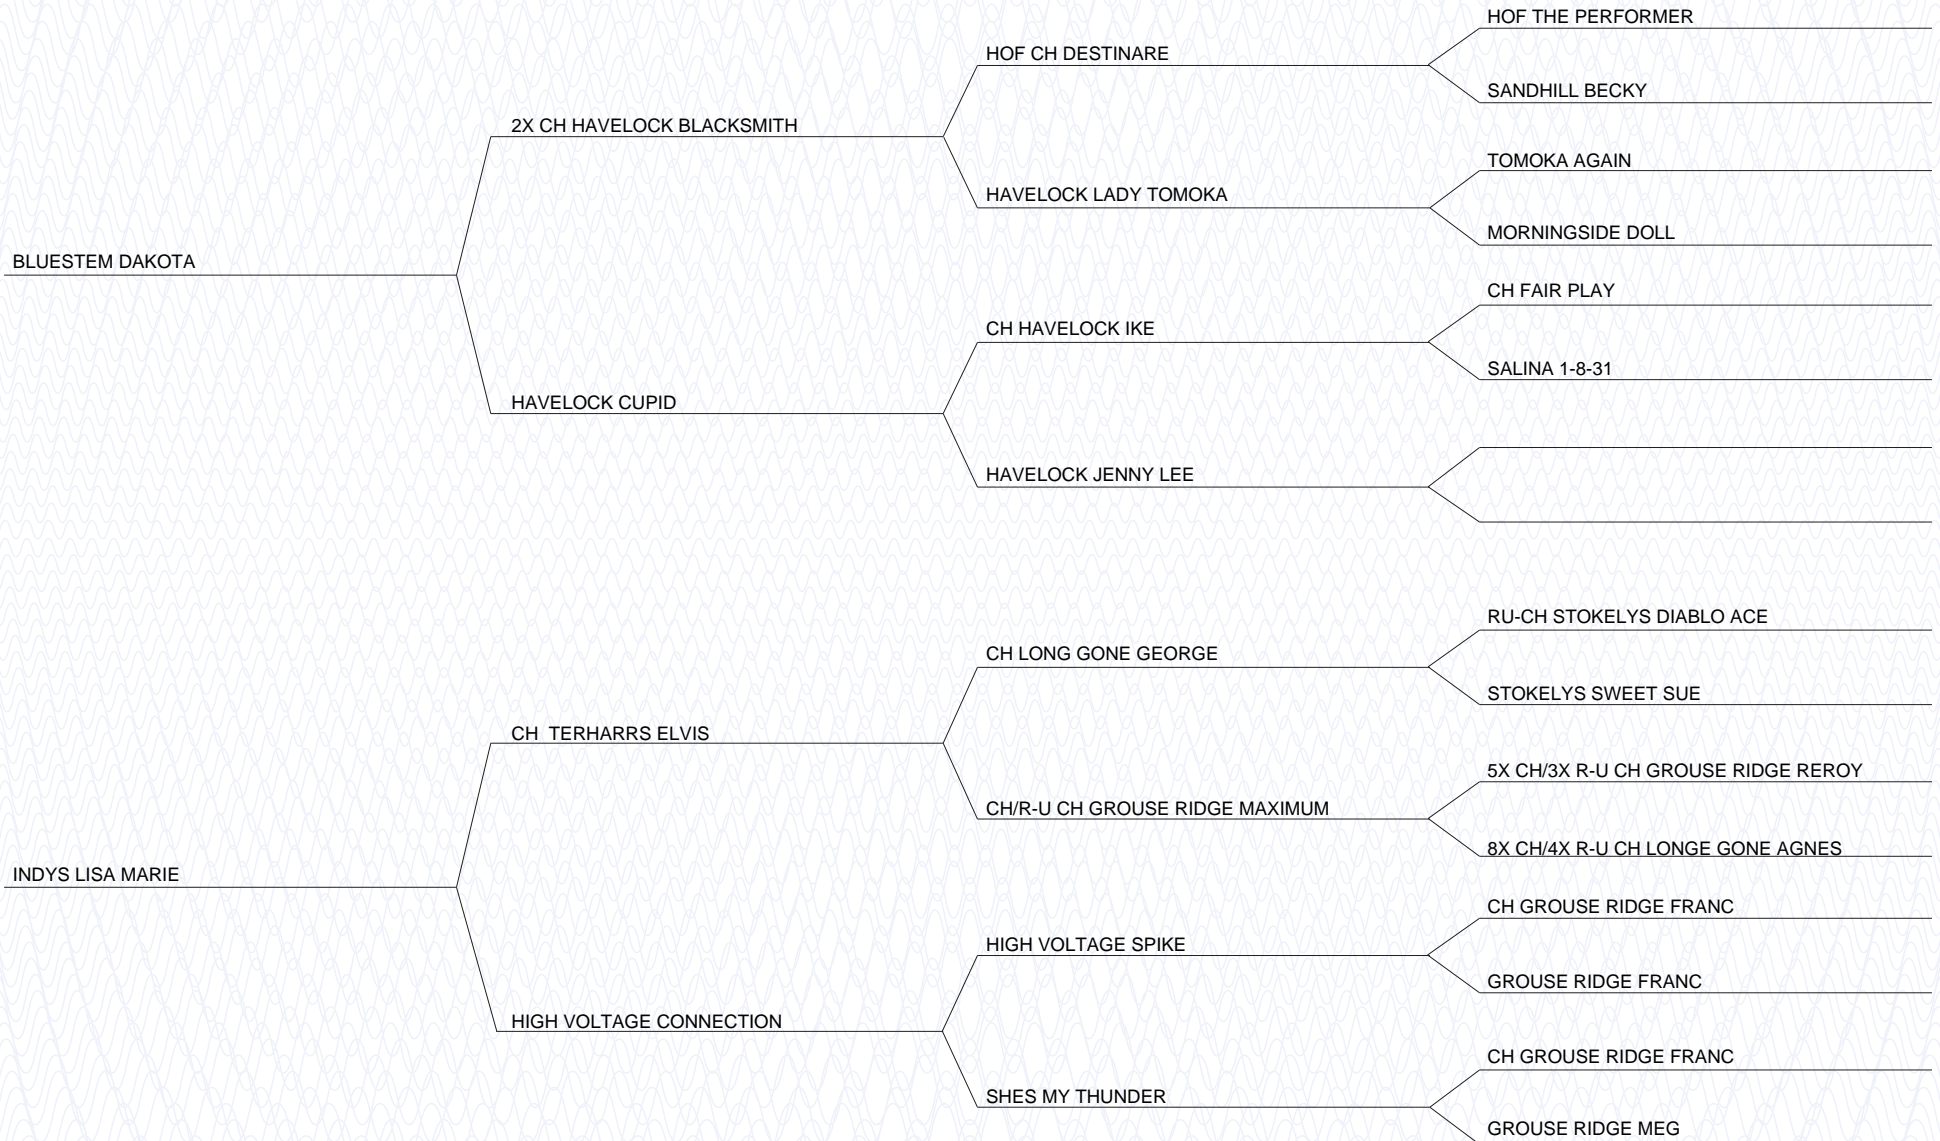 HOF THE PERFORMER
HOF CH DESTINARE
SANDHILL BECKY
2X CH HAVELOCK BLACKSMITH
TOMOKA AGAIN
HAVELOCK LADY TOMOKA
MORNINGSIDE DOLL
BLUESTEM DAKOTA
CH FAIR PLAY
CH HAVELOCK IKE
SALINA 1-8-31
HAVELOCK CUPID
HAVELOCK JENNY LEE
RU-CH STOKELYS DIABLO ACE
CH LONG GONE GEORGE
STOKELYS SWEET SUE
CH  TERHARRS ELVIS
5X CH/3X R-U CH GROUSE RIDGE REROY
CH/R-U CH GROUSE RIDGE MAXIMUM
8X CH/4X R-U CH LONGE GONE AGNES
INDYS LISA MARIE
CH GROUSE RIDGE FRANC
HIGH VOLTAGE SPIKE
GROUSE RIDGE FRANC
HIGH VOLTAGE CONNECTION
CH GROUSE RIDGE FRANC
SHES MY THUNDER
GROUSE RIDGE MEG